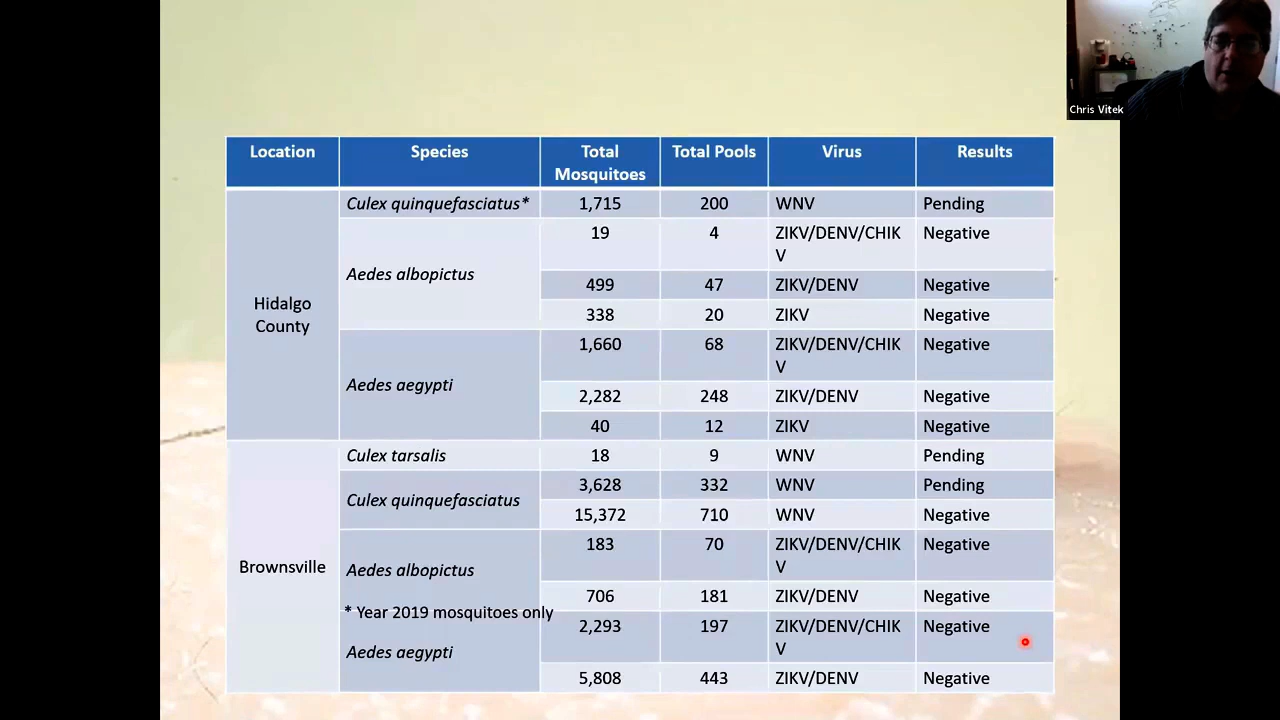 Chris Vitek
Location Species Total Mosquitoes Total Pools Virus Results
Hidalgo County
Culex quinquefasciatus* 1,715 200 WNV Pending
Aedes albopictus
19 4 ZIKV/DENV/CHIKV Negative
499 47 ZIKV/DENV Negative
338 20 ZIKV Negative
Aedes aegypti
1,660 68 ZIKV/DENV/CHIKV Negative
2,282 248 ZIKV/DENV Negative
40 12 ZIKV Negative
Brownsville
Culex tarsalis 18 9 WNV Pending
Culex quinquefasciatus
3,628 332 WNV Pending
15,372 710 WNV Negative
Aedes albopictus
183 70 ZIKV/DENV/CHIKV Negative
706 181 ZIKV/DENV Negative
* Year 2019 mosquitoes only
Aedes aegypti
2,293 197 ZIKV/DENV/CHIKV Negative
5,808 443 ZIKV/DENV Negative